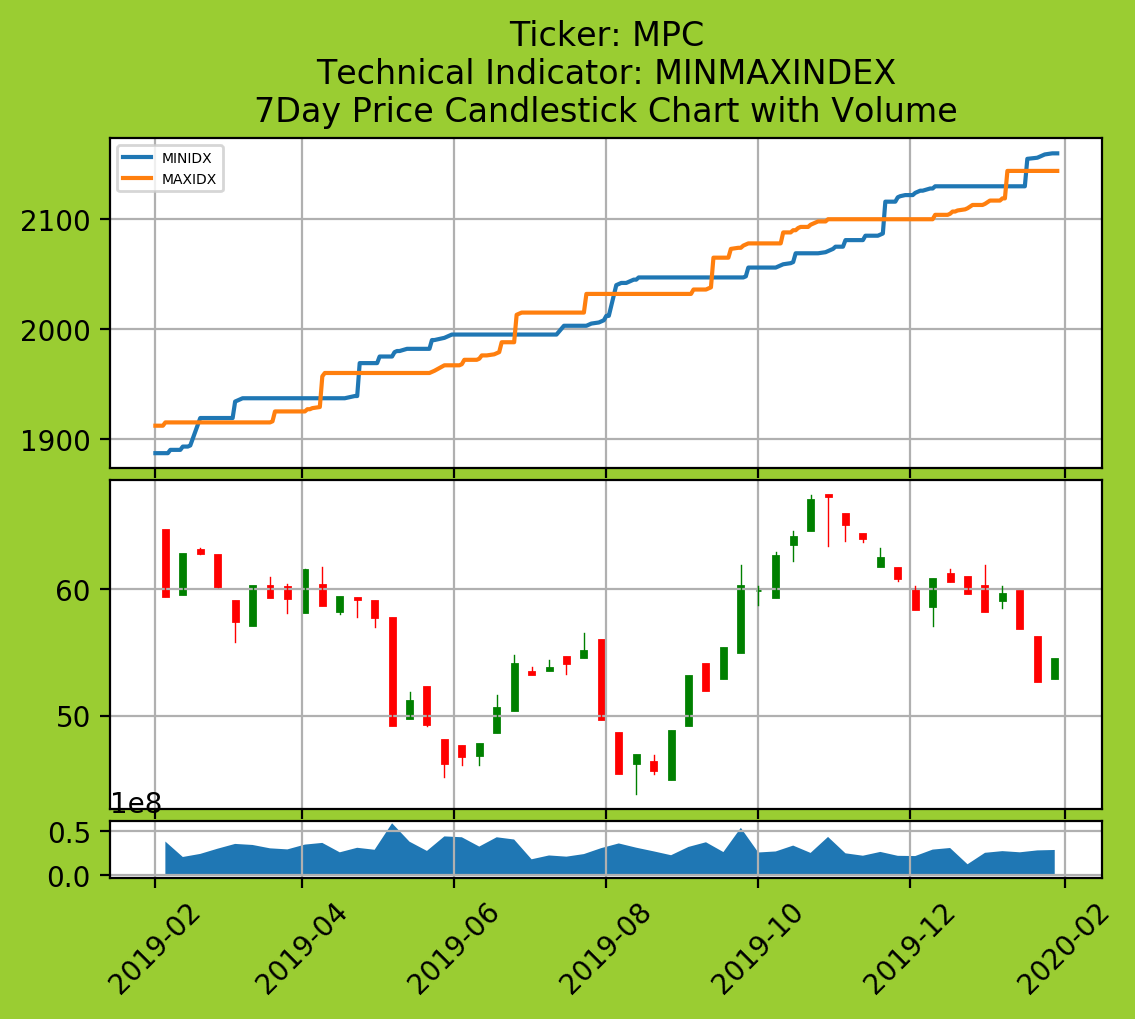 Ticker: MPC
Technical Indicator: MINMAXINDEX
7Day Price Candlestick Chart with Volume
MINIDX
MAXIDX
2100
2000
1900
60
50
1e8
0.5
0.0
2019-02
2019-04
2019-06
2019-08
2019-10
2019-12
2020-02